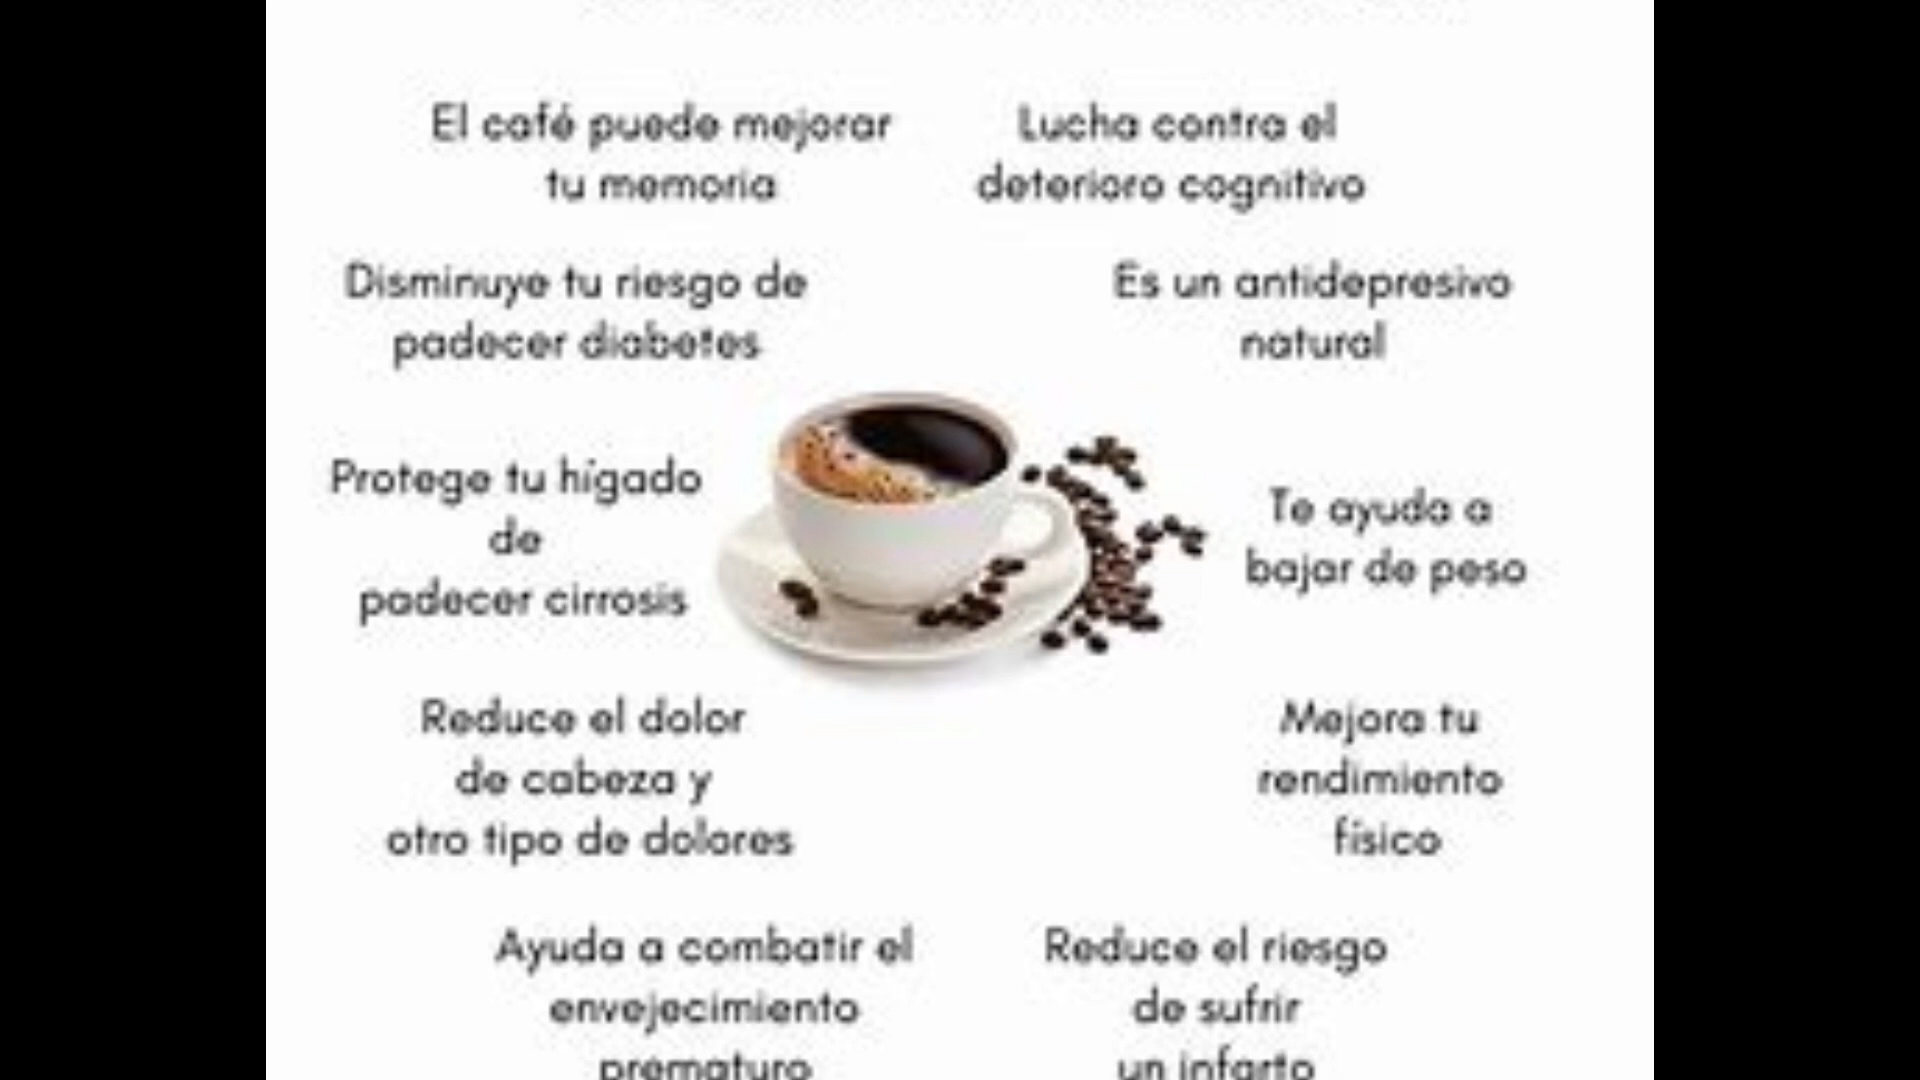 El café puede mejorar
tu memoria
Lucha contra el
deterioro cognitivo
Disminuye tu riesgo de
padecer diabetes
Es un antidepresivo
natural
Protege tu hígado
de
padecer cirrosis
Te ayuda a
bajar de peso
Reduce el dolor
de cabeza y
otro tipo de dolores
Mejora tu
rendimiento
físico
Ayuda a combatir el
envejecimiento
prematuro
Reduce el riesgo
de sufrir
un infarto